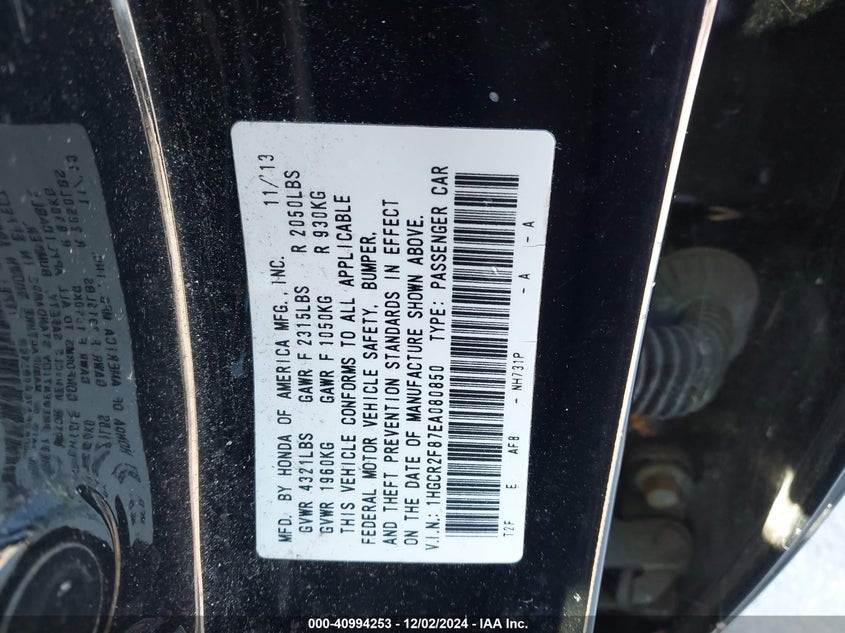 MFD. BY HONDA OF AMERICA MFG., INC. 11/13
GVWR 4321LBS GAWR F 2315LBS R 2050LBS
GVWR 1960KG GAWR F 1050KG R 930KG
THIS VEHICLE CONFORMS TO ALL APPLICABLE
FEDERAL MOTOR VEHICLE SAFETY, BUMPER,
AND THEFT PREVENTION STANDARDS IN EFFECT
ON THE DATE OF MANUFACTURE SHOWN ABOVE.
V.I.N.: 1HGCR2F87EA080850 TYPE: PASSENGER CAR
T2F E AF8 - NH731P - A - A
000-40994253 - 12/02/2024 - IAA Inc.